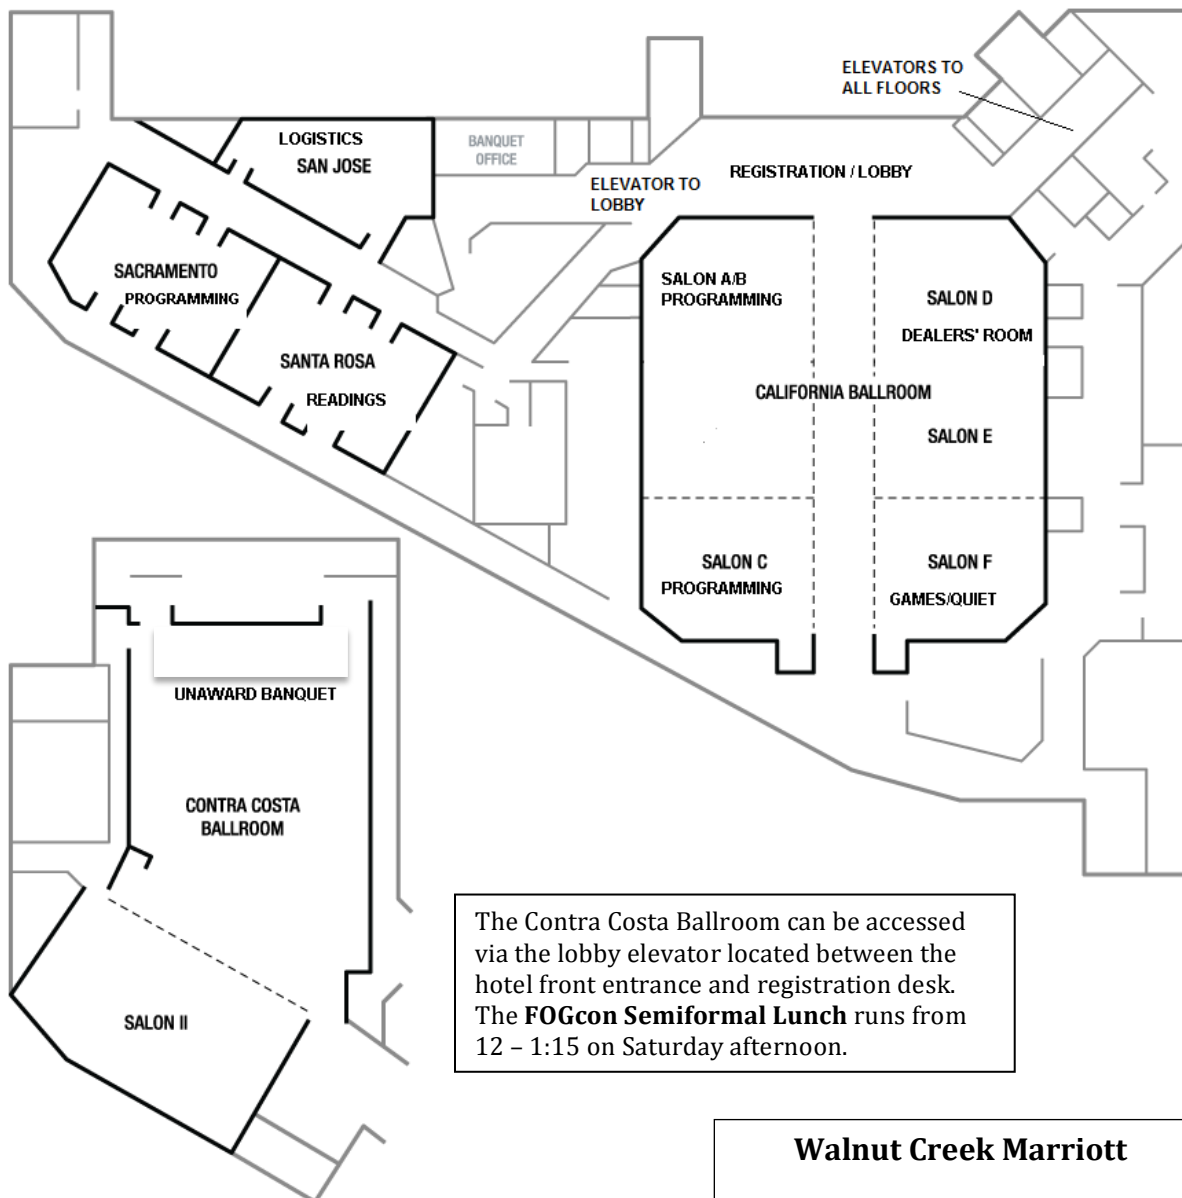 ELEVATORS TO
ALL FLOORS
LOGISTICS
SAN JOSE
BANQUET
OFFICE
REGISTRATION / LOBBY
ELEVATOR TO
LOBBY
SACRAMENTO
PROGRAMMING
SALON A/B
PROGRAMMING
SALON D
DEALERS' ROOM
SANTA ROSA
READINGS
CALIFORNIA BALLROOM
SALON E
SALON C
PROGRAMMING
SALON F
GAMES/QUIET
UNAWARD BANQUET
CONTRA COSTA
BALLROOM
SALON II
The Contra Costa Ballroom can be accessed
via the lobby elevator located between the
hotel front entrance and registration desk.
The FOGcon Semiformal Lunch runs from
12 – 1:15 on Saturday afternoon.
Walnut Creek Marriott